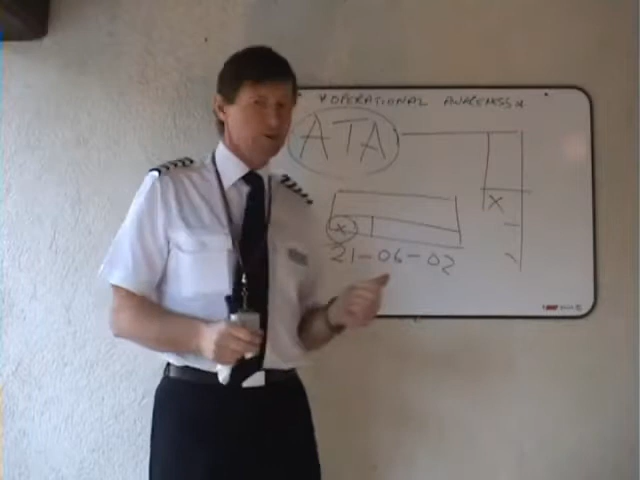 *OPERATIONAL AWARENESS*
ATA
X
X
21-06-02